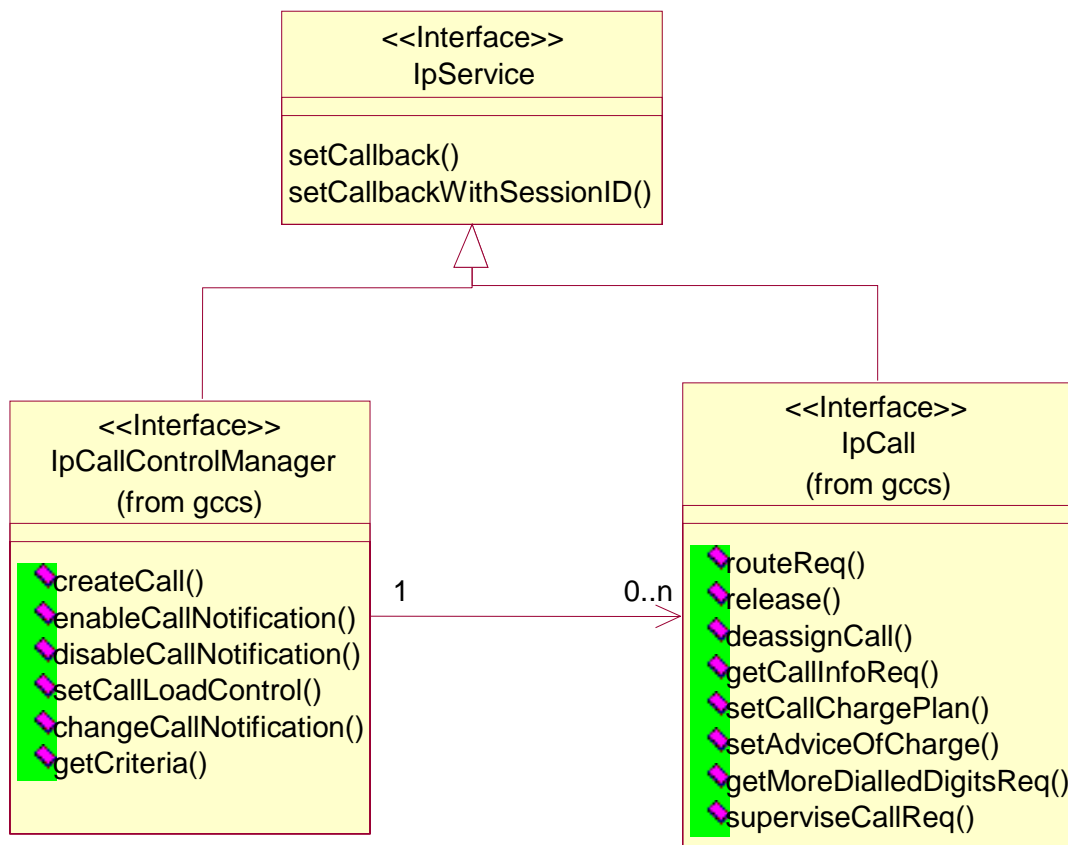 <<Interface>>
IpService
setCallback()
setCallbackWithSessionID()
<<Interface>>
IpCallControlManager
(from gccs)
createCall()
enableCallNotification()
disableCallNotification()
setCallLoadControl()
changeCallNotification()
getCriteria()
1
0..n
<<Interface>>
IpCall
(from gccs)
routeReq()
release()
deassignCall()
getCallInfoReq()
setCallChargePlan()
setAdviceOfCharge()
getMoreDialledDigitsReq()
superviseCallReq()